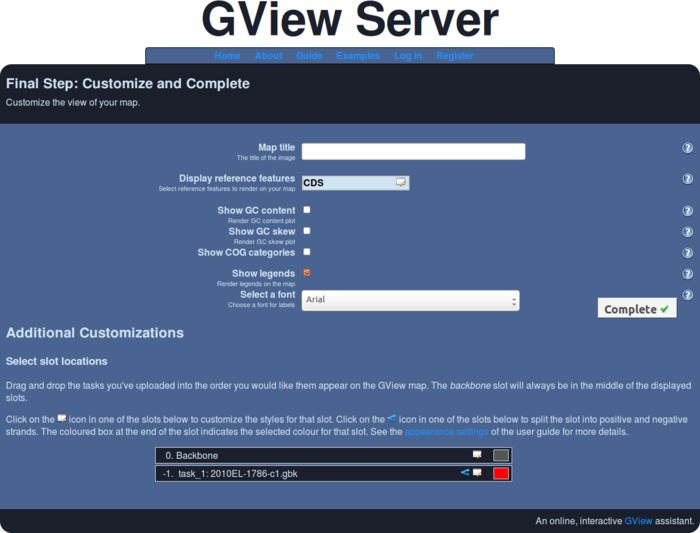 GView Server
Home About Guide Examples Log in Register
Final Step: Customize and Complete
Customize the view of your map.
Map title
The title of the image
Display reference features
Select reference features to render on your map
CDS
Show GC content
Render GC content plot
Show GC skew
Render GC skew plot
Show COG categories
Show legends
Render legends on the map
Select a font
Choose a font for labels
Arial
Complete
Additional Customizations
Select slot locations
Drag and drop the tasks you've uploaded into the order you would like them appear on the GView map. The backbone slot will always be in the middle of the displayed
slots.
Click on the icon in one of the slots below to customize the styles for that slot. Click on the icon in one of the slots below to split the slot into positive and negative
strands. The coloured box at the end of the slot indicates the selected colour for that slot. See the appearance settings of the user guide for more details.
0. Backbone
-1. task_1: 2010EL-1786-c1.gbk
An online, interactive GView assistant.